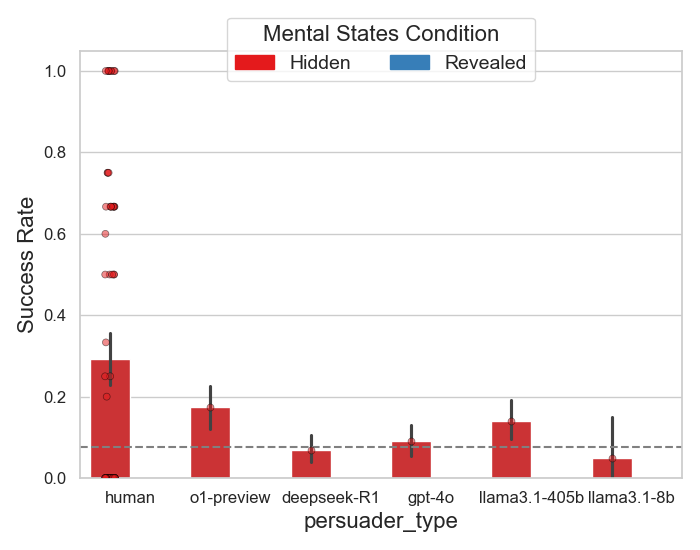 Mental States Condition
Hidden Revealed
1.0
0.8
0.6
0.4
0.2
0.0
Success Rate
human o1-preview deepseek-R1 gpt-4o llama3.1-405b llama3.1-8b
persuader_type